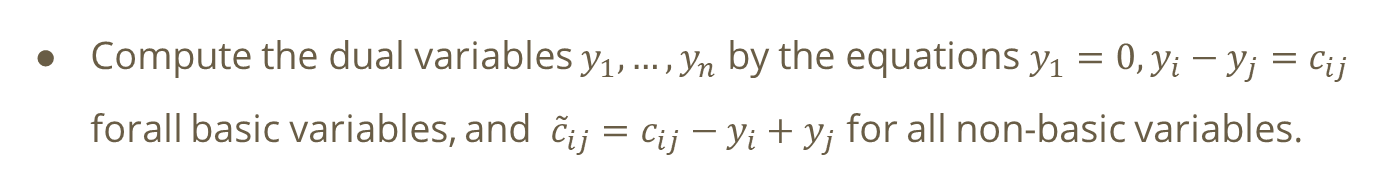 • Compute the dual variables y₁, … , yₙ by the equations y₁ = 0, yᵢ − yⱼ = cᵢⱼ
forall basic variables, and c̃ᵢⱼ = cᵢⱼ − yᵢ + yⱼ for all non-basic variables.